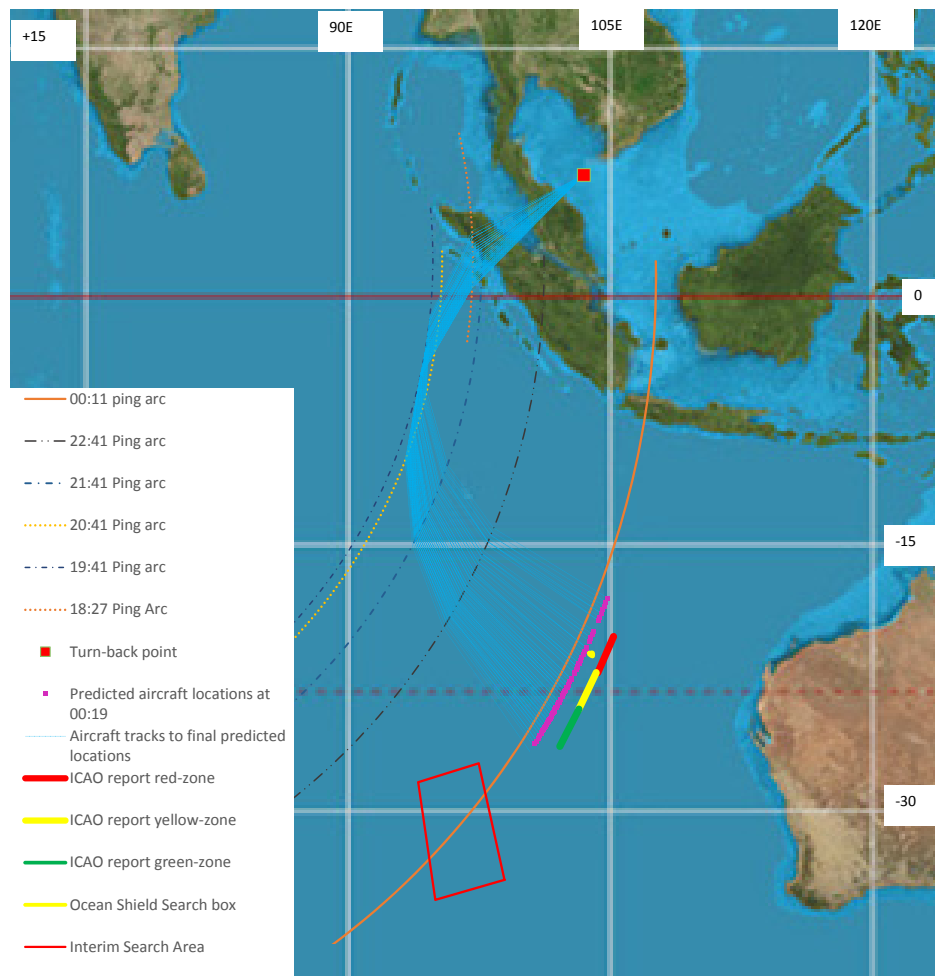 +15
90E
105E
120E
0
00:11 ping arc
22:41 Ping arc
21:41 Ping arc
-15
20:41 Ping arc
19:41 Ping arc
18:27 Ping Arc
Turn-back point
Predicted aircraft locations at
00:19
Aircraft tracks to final predicted
locations
ICAO report red-zone
-30
ICAO report yellow-zone
ICAO report green-zone
Ocean Shield Search box
Interim Search Area